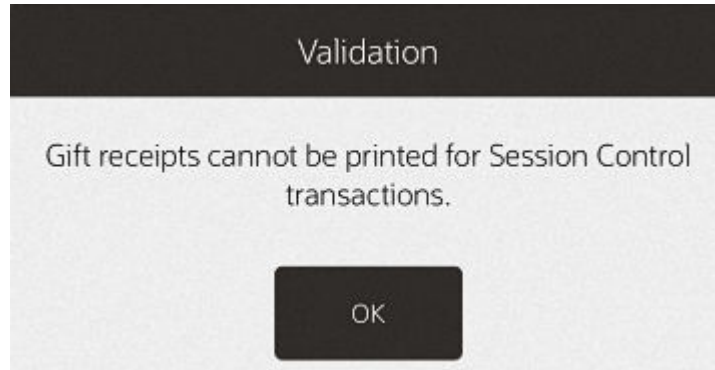 Validation
Gift receipts cannot be printed for Session Control
transactions.
OK